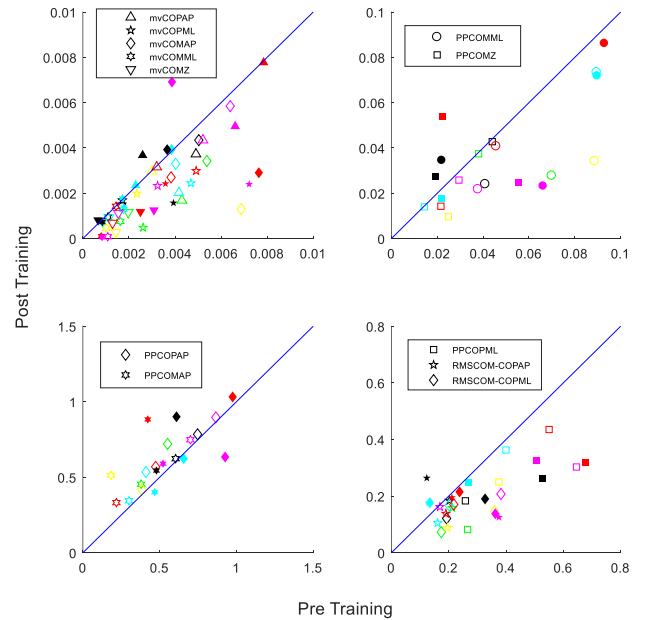 0.01
0.008
0.006
0.004
0.002
0
0 0.002 0.004 0.006 0.008 0.01
mvCOPAP
mvCOPML
mvCOMAP
mvCOMML
mvCOMZ
0.1
0.08
0.06
0.04
0.02
0
0 0.02 0.04 0.06 0.08 0.1
PPCOMML
PPCOMZ
Post Training
1.5
1
0.5
0
0 0.5 1 1.5
PPCOPAP
PPCOMAP
0.8
0.6
0.4
0.2
0
0 0.2 0.4 0.6 0.8
PPCOPML
RMSCOM-COPAP
RMSCOM-COPML
Pre Training